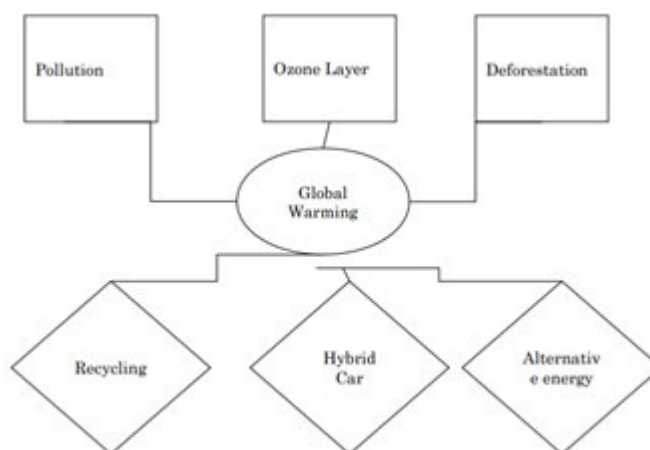 Pollution
Ozone Layer
Deforestation
Global
Warming
Recycling
Hybrid
Car
Alternativ
e energy